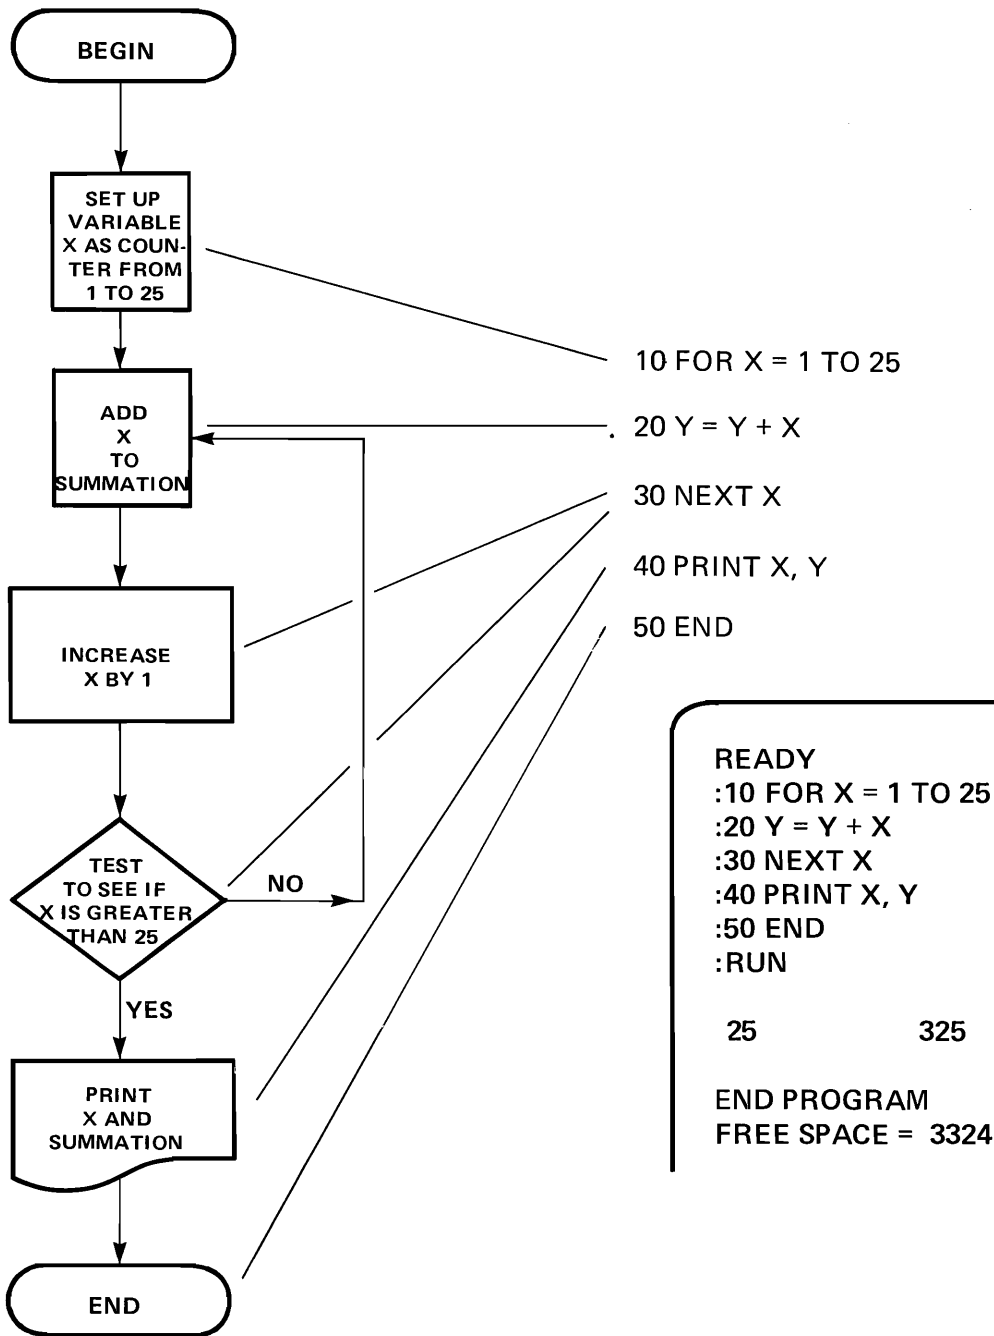 BEGIN
SET UP
VARIABLE
X AS COUN-
TER FROM
1 TO 25
ADD
X
TO
SUMMATION
INCREASE
X BY 1
TEST
TO SEE IF
X IS GREATER
THAN 25
NO
YES
PRINT
X AND
SUMMATION
END
10 FOR X = 1 TO 25
. 20 Y = Y + X
30 NEXT X
40 PRINT X, Y
50 END
READY
:10 FOR X = 1 TO 25
:20 Y = Y + X
:30 NEXT X
:40 PRINT X, Y
:50 END
:RUN
25 325
END PROGRAM
FREE SPACE = 3324